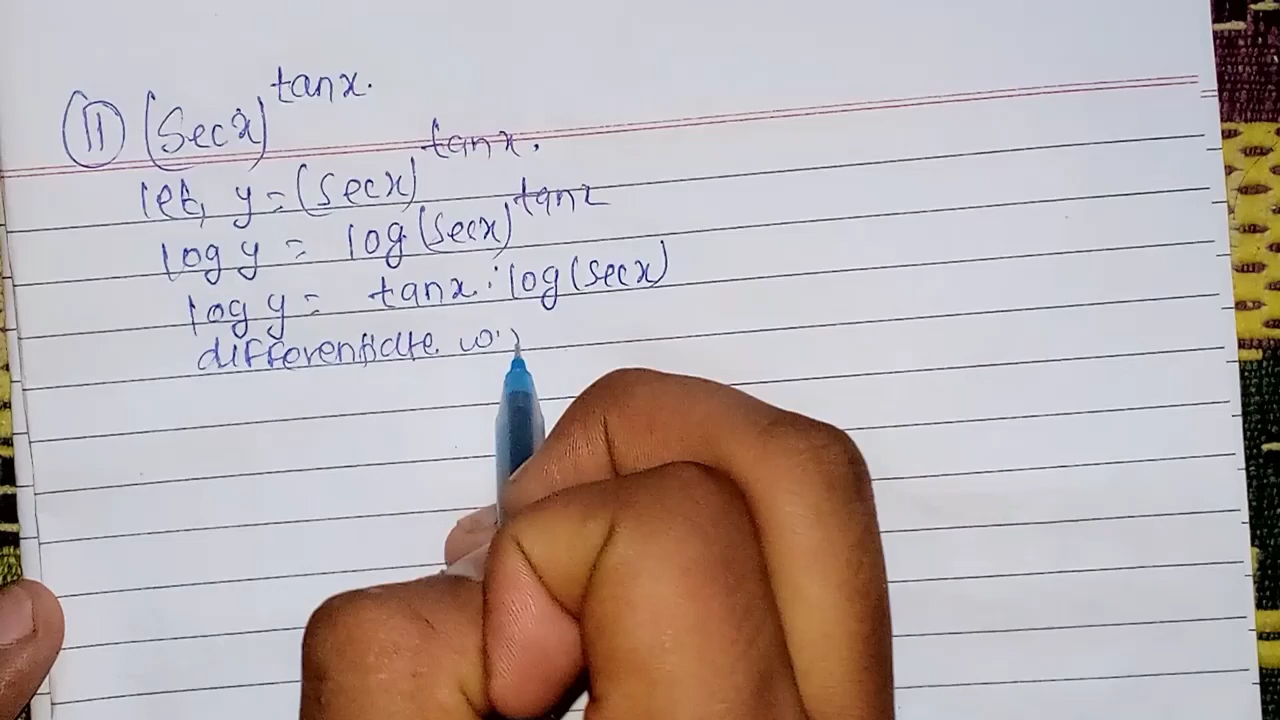 (11) (Secx)^tanx.
let, y = (secx)^tanx.
log y = log (secx)^tanx
log y = tanx . log (secx)
differentiate w.